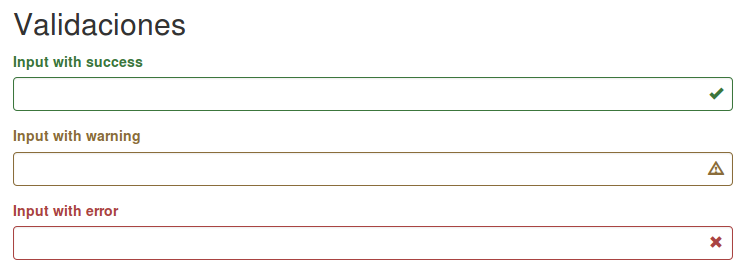 Validaciones
Input with success
Input with warning
Input with error